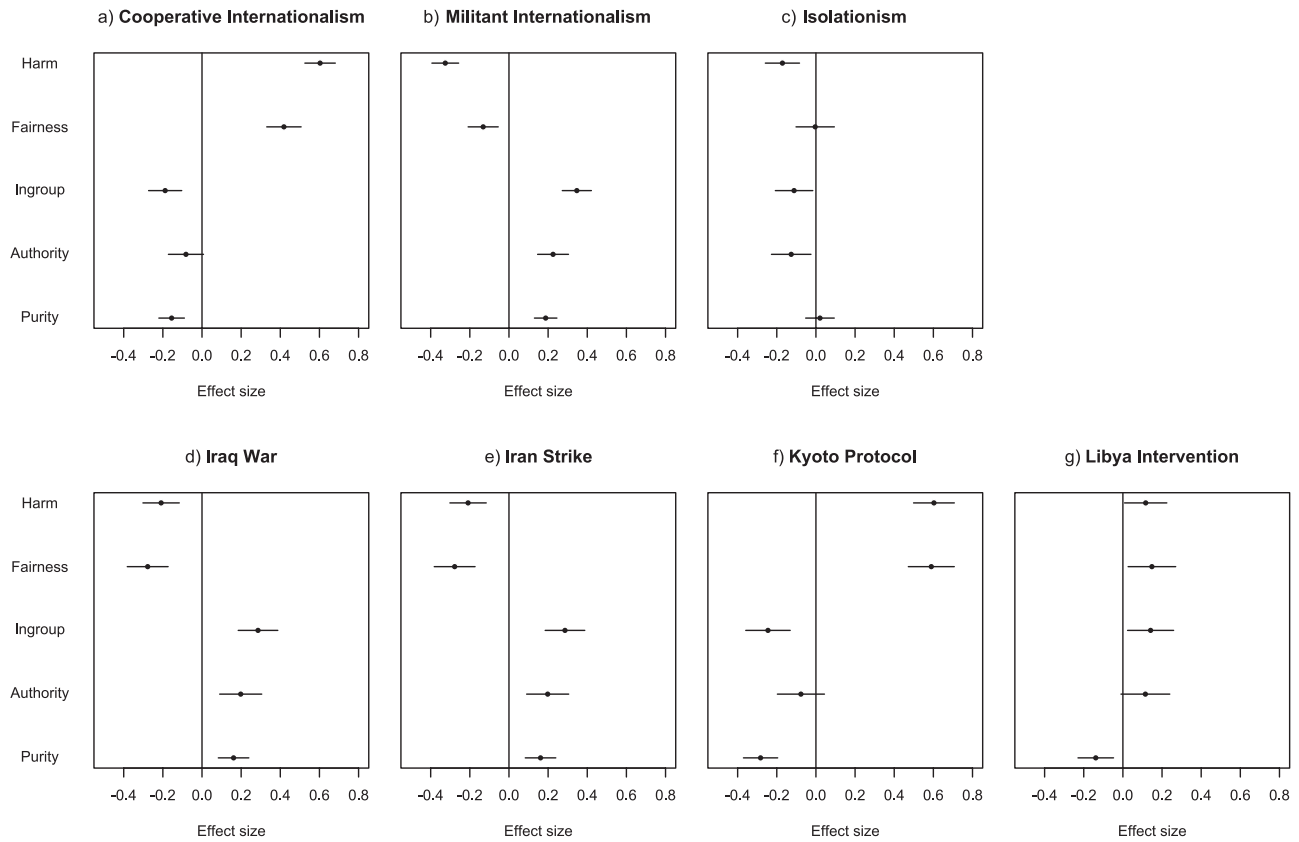 a) Cooperative Internationalism b) Militant Internationalism c) Isolationism
Harm
Fairness
Ingroup
Authority
Purity
-0.4 -0.2 0.0 0.2 0.4 0.6 0.8 -0.4 -0.2 0.0 0.2 0.4 0.6 0.8 -0.4 -0.2 0.0 0.2 0.4 0.6 0.8
Effect size Effect size Effect size
d) Iraq War e) Iran Strike f) Kyoto Protocol g) Libya Intervention
Harm
Fairness
Ingroup
Authority
Purity
-0.4 -0.2 0.0 0.2 0.4 0.6 0.8 -0.4 -0.2 0.0 0.2 0.4 0.6 0.8 -0.4 -0.2 0.0 0.2 0.4 0.6 0.8 -0.4 -0.2 0.0 0.2 0.4 0.6 0.8
Effect size Effect size Effect size Effect size